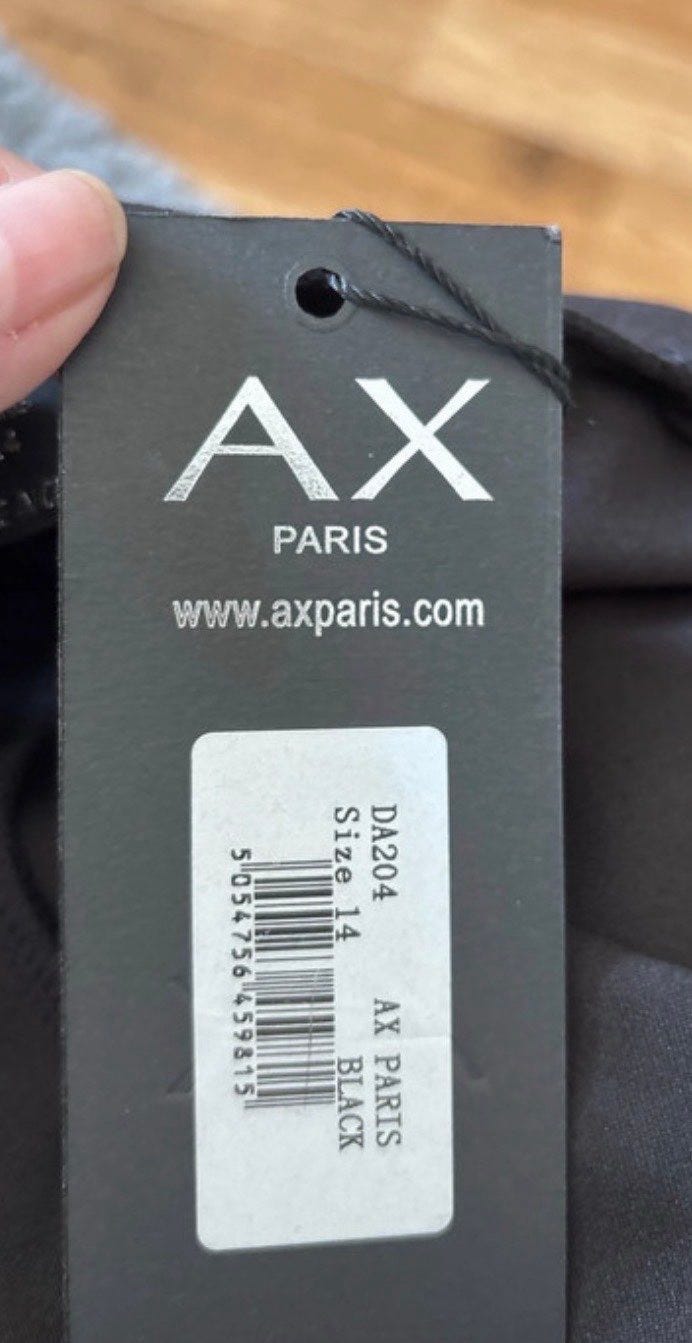 AX
PARIS
www.axparis.com
DA204 AX PARIS
Size 14 BLACK
5054756459815